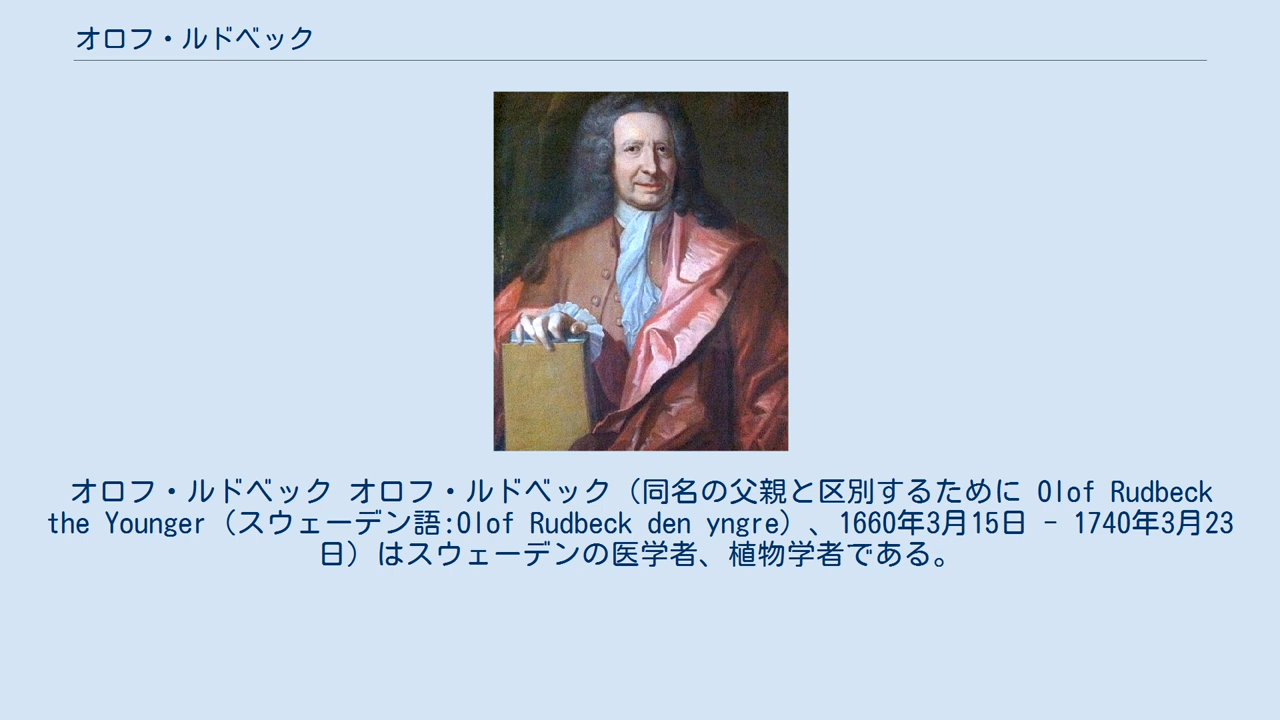 オロフ・ルドベック
オロフ・ルドベック オロフ・ルドベック（同名の父親と区別するために Olof Rudbeck
the Younger（スウェーデン語:Olof Rudbeck den yngre）、1660年3月15日 - 1740年3月23
日）はスウェーデンの医学者、植物学者である。